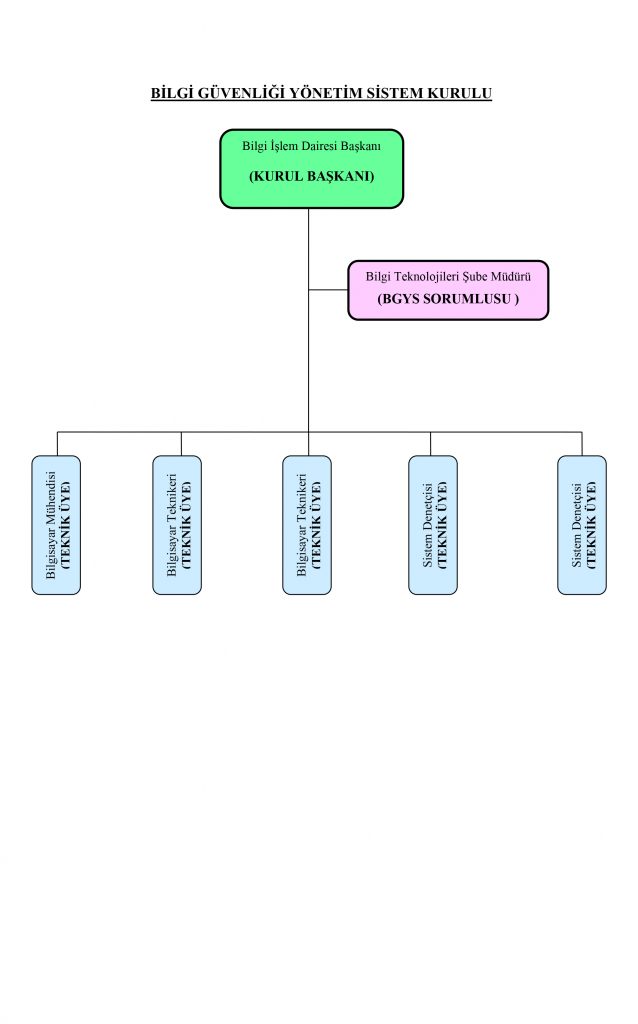 BİLGİ GÜVENLİĞİ YÖNETİM SİSTEM KURULU
Bilgi İşlem Dairesi Başkanı
(KURUL BAŞKANI)
Bilgi Teknolojileri Şube Müdürü
(BGYS SORUMLUSU )
Bilgisayar Mühendisi
(TEKNİK ÜYE)
Bilgisayar Teknikeri
(TEKNİK ÜYE)
Bilgisayar Teknikeri
(TEKNİK ÜYE)
Sistem Denetçisi
(TEKNİK ÜYE)
Sistem Denetçisi
(TEKNİK ÜYE)